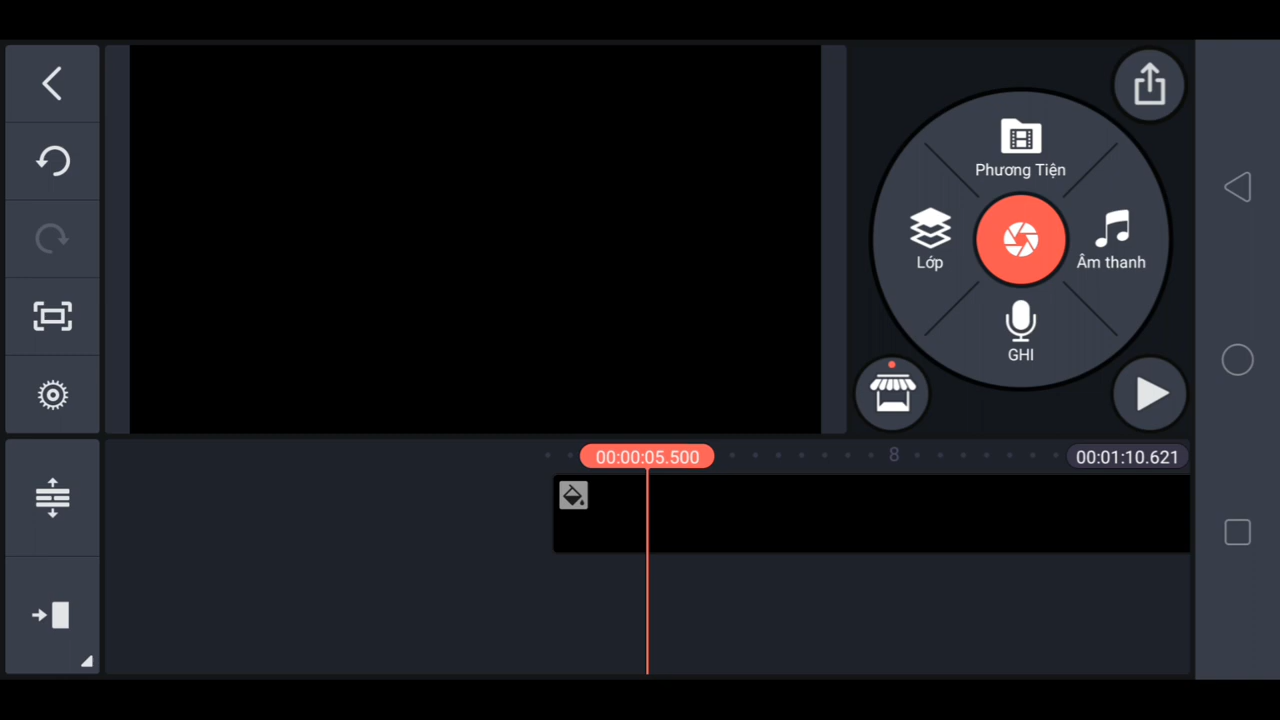 Phương Tiện
Lớp
Âm thanh
GHI
00:00:05.500
8
00:01:10.621